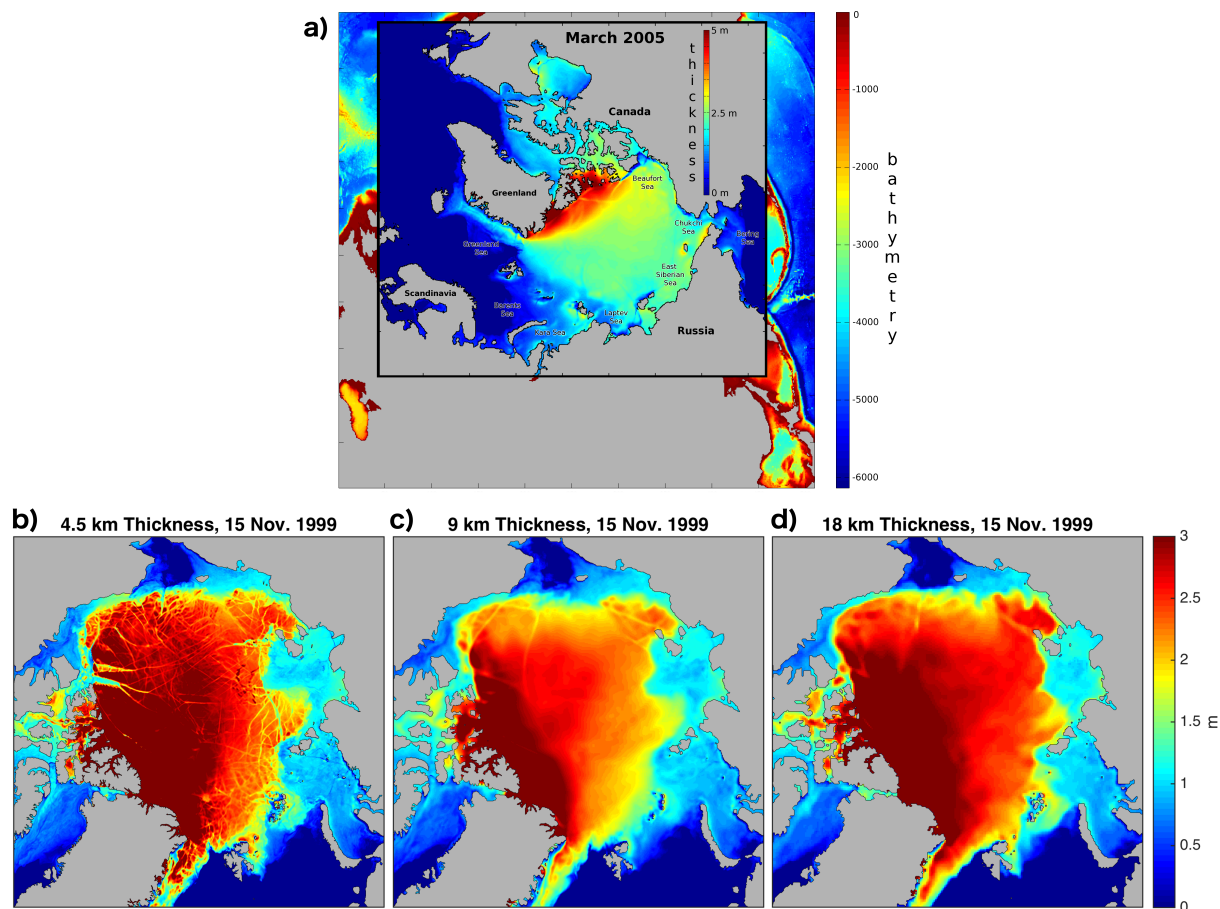 a)
March 2005
thickness
5 m
2.5 m
0 m
Canada
Greenland
Beaufort
Sea
Chukchi
Sea
Bering
Sea
Greenland
Sea
East
Siberian
Sea
Scandinavia
Barents
Sea
Laptev
Sea
Kara Sea
Russia
0
-1000
-2000
-3000
-4000
-5000
-6000
bathymetry
b) 4.5 km Thickness, 15 Nov. 1999
c) 9 km Thickness, 15 Nov. 1999
d) 18 km Thickness, 15 Nov. 1999
3
2.5
2
1.5
1
0.5
0
m